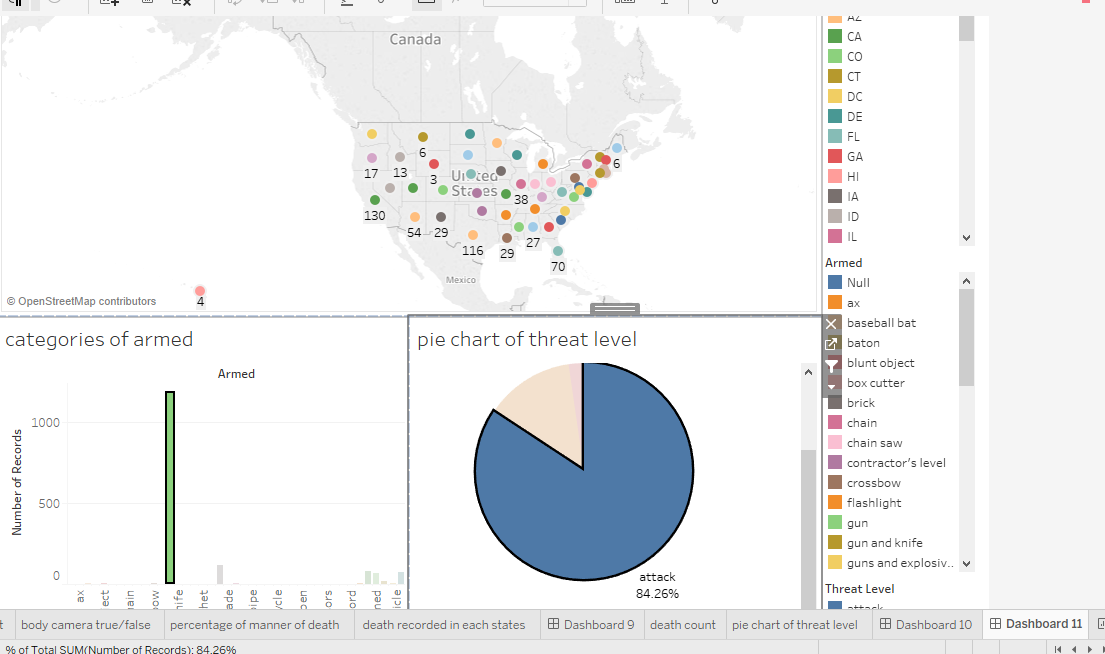 Canada
AZ
CA
CO
CT
DC
DE
FL
GA
HI
IA
ID
IL
6
17
13
3
6
United
States
38
130
54
29
27
116
29
70
Mexico
4
© OpenStreetMap contributors
Armed
Null
ax
baseball bat
baton
blunt object
box cutter
brick
chain
chain saw
contractor's level
crossbow
flashlight
gun
gun and knife
guns and explosiv..
Threat Level
attack
categories of armed
Armed
Number of Records
1000
500
0
ax
ect
ain
ow
nife
het
ade
pipe
ycle
pen
ors
ord
ned
icle
pie chart of threat level
attack
84.26%
t
body camera true/false
percentage of manner of death
death recorded in each states
Dashboard 9
death count
pie chart of threat level
Dashboard 10
Dashboard 11
% of Total SUM(Number of Records): 84.26%